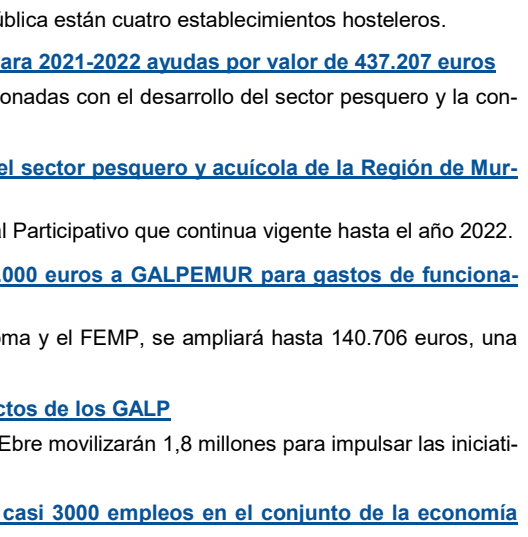 ública están cuatro establecimientos hosteleros.
ara 2021-2022 ayudas por valor de 437.207 euros
onadas con el desarrollo del sector pesquero y la con-
el sector pesquero y acuícola de la Región de Mur-
l Participativo que continua vigente hasta el año 2022.
.000 euros a GALPEMUR para gastos de funciona-
ma y el FEMP, se ampliará hasta 140.706 euros, una
ctos de los GALP
Ebre movilizarán 1,8 millones para impulsar las iniciati-
casi 3000 empleos en el conjunto de la economía